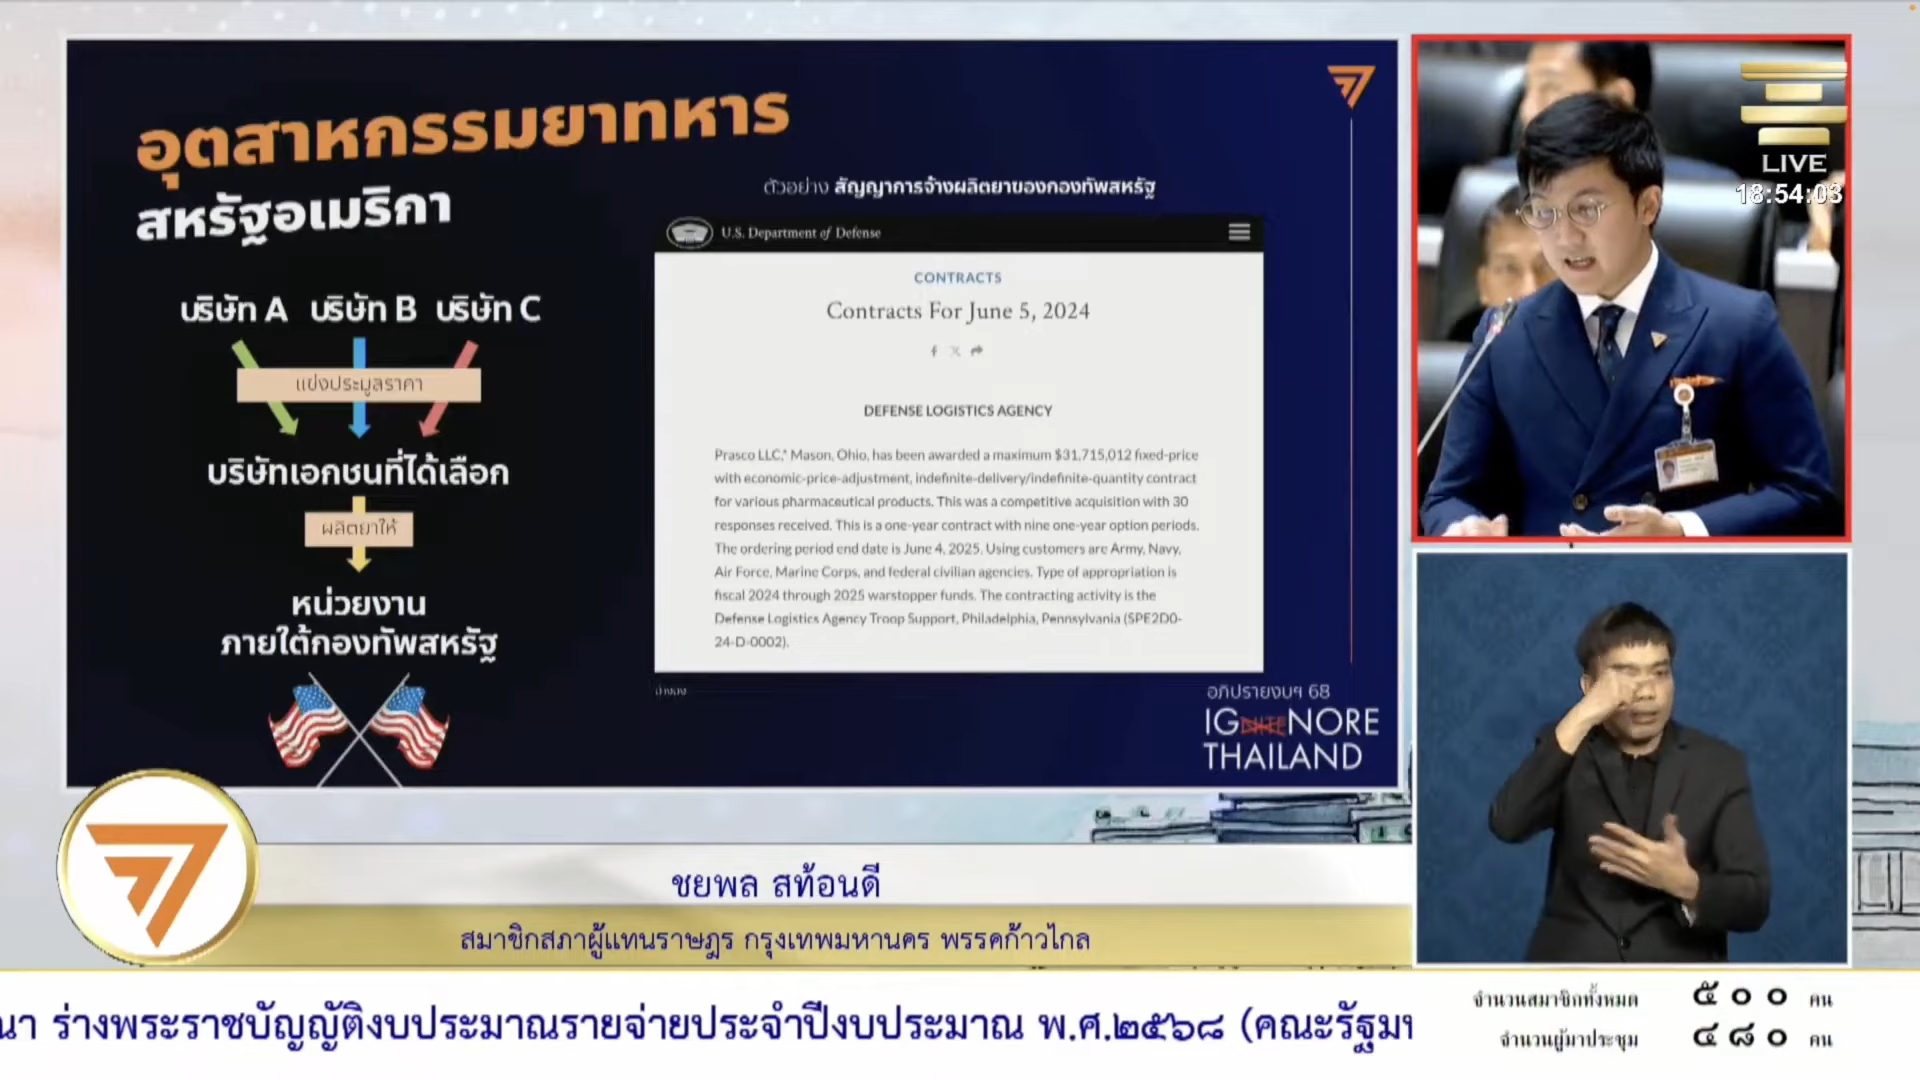 อุตสาหกรรมยาทหาร
สหรัฐอเมริกา
บริษัท A บริษัท B บริษัท C
แข่งประมูลราคา
บริษัทเอกชนที่ได้เลือก
ผลิตยาให้
หน่วยงาน
ภายใต้กองทัพสหรัฐ
ตัวอย่าง สัญญาการจ้างผลิตยาของกองทัพสหรัฐ
U.S. Department of Defense
CONTRACTS
Contracts For June 5, 2024
DEFENSE LOGISTICS AGENCY
Prasco LLC,* Mason, Ohio, has been awarded a maximum $31,715,012 fixed-price
with economic-price-adjustment, indefinite-delivery/indefinite-quantity contract
for various pharmaceutical products. This was a competitive acquisition with 30
responses received. This is a one-year contract with nine one-year option periods.
The ordering period end date is June 4, 2025. Using customers are Army, Navy,
Air Force, Marine Corps, and federal civilian agencies. Type of appropriation is
fiscal 2024 through 2025 warstopper funds. The contracting activity is the
Defense Logistics Agency Troop Support, Philadelphia, Pennsylvania (SPE2D0-
24-D-0002).
อ้างอิง
อภิปรายงบฯ 68
IGNITE NORE
THAILAND
LIVE
18:54:03
ชยพล สท้อนดี
สมาชิกสภาผู้แทนราษฎร กรุงเทพมหานคร พรรคก้าวไกล
ณา ร่างพระราชบัญญัติงบประมาณรายจ่ายประจำปีงบประมาณ พ.ศ.๒๕๖๘ (คณะรัฐมน
จำนวนสมาชิกทั้งหมด ๕๐๐ คน
จำนวนผู้มาประชุม ๔๘๐ คน